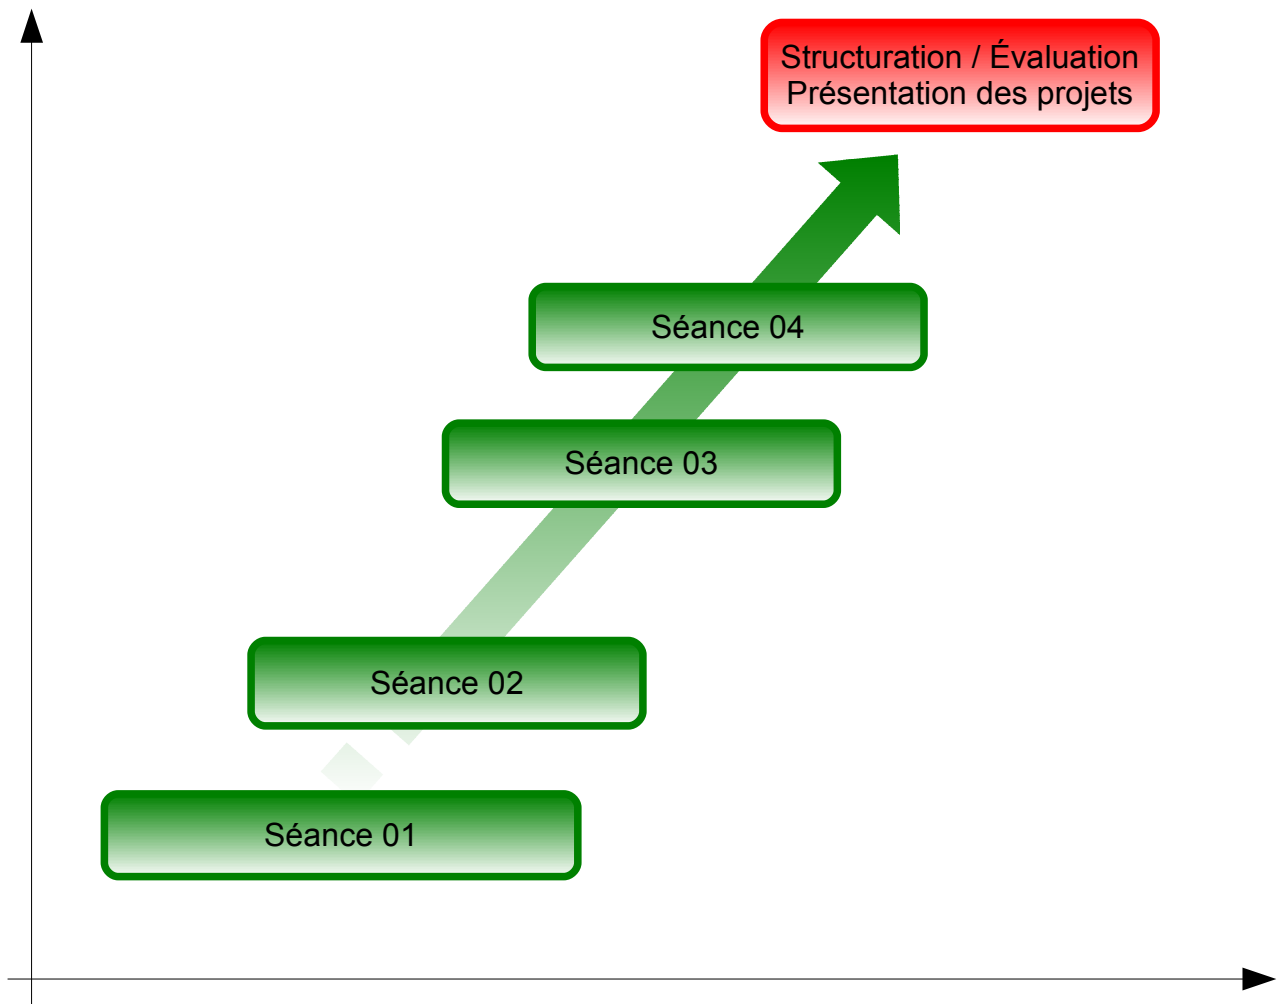 Structuration / Évaluation
Présentation des projets
Séance 04
Séance 03
Séance 02
Séance 01